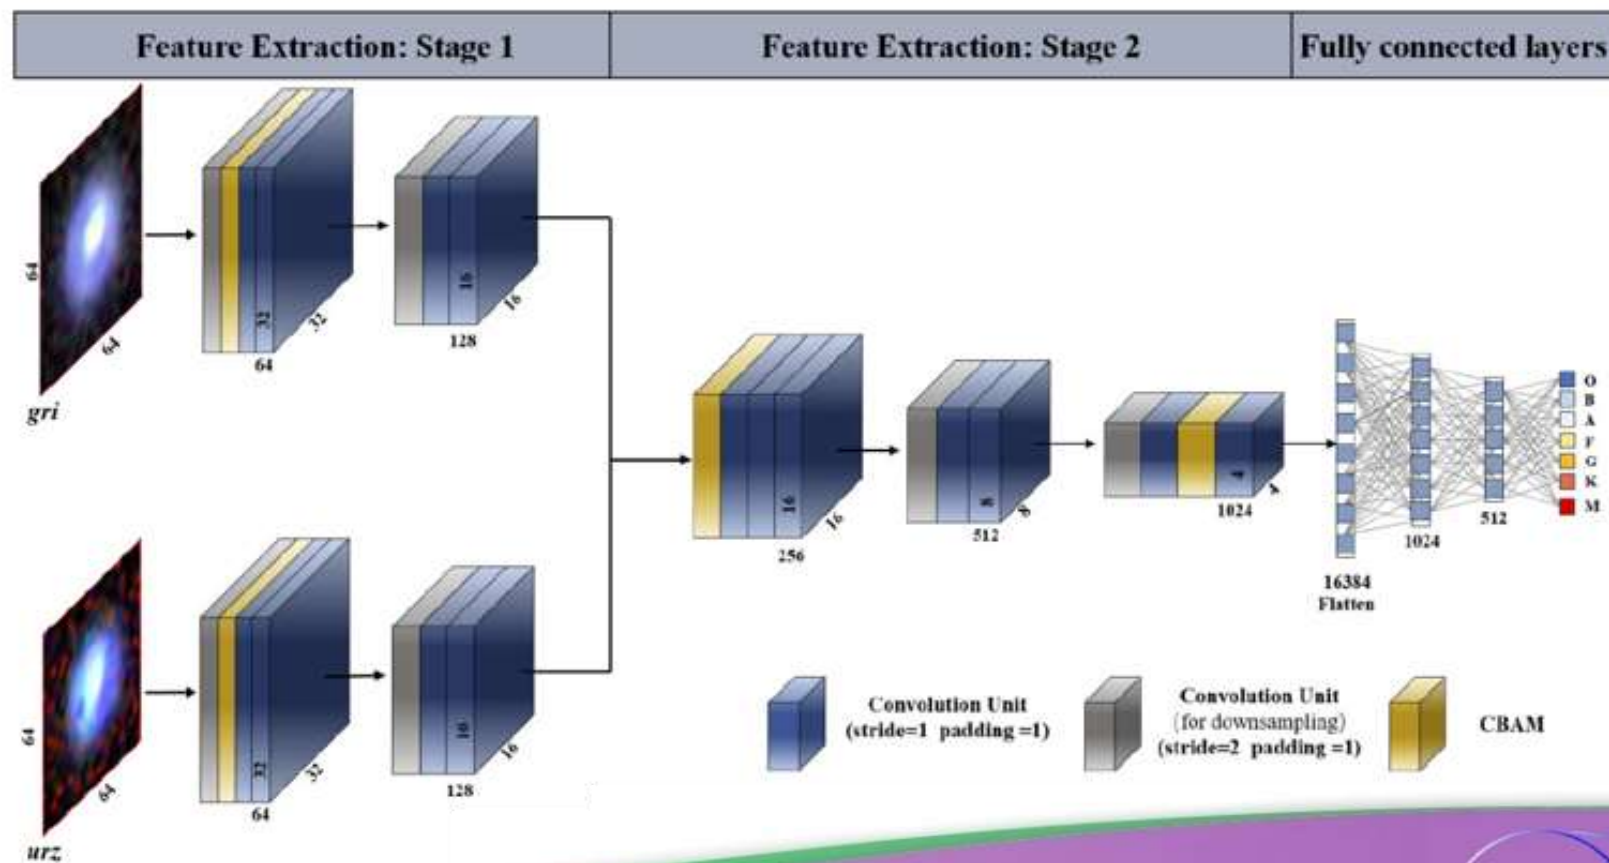 Feature Extraction: Stage 1
Feature Extraction: Stage 2
Fully connected layers
64
64
gri
32
32
64
16
16
128
64
64
urz
32
32
64
16
16
128
16
16
256
8
8
512
4
4
1024
16384
Flatten
1024
512
O
B
A
F
G
K
M
Convolution Unit
(stride=1 padding =1)
Convolution Unit
(for downsampling)
(stride=2 padding =1)
CBAM